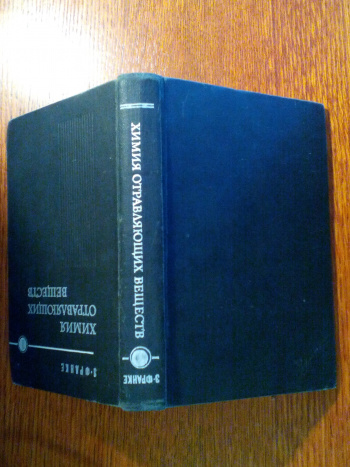 З·ФРАНКЕ
ХИМИЯ
ОТРАВЛЯЮЩИХ
ВЕЩЕСТВ
ХИМИЯ ОТРАВЛЯЮЩИХ ВЕЩЕСТВ
З·ФРАНКЕ